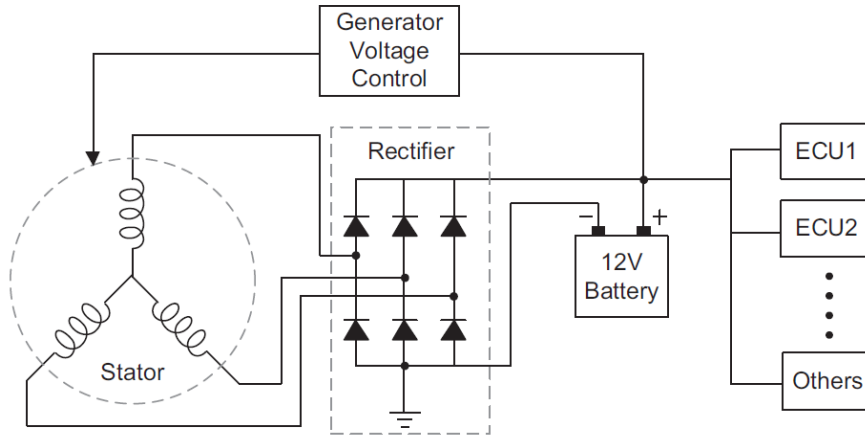 Generator
Voltage
Control
Rectifier
ECU1
ECU2
− +
12V
Battery
Stator
Others